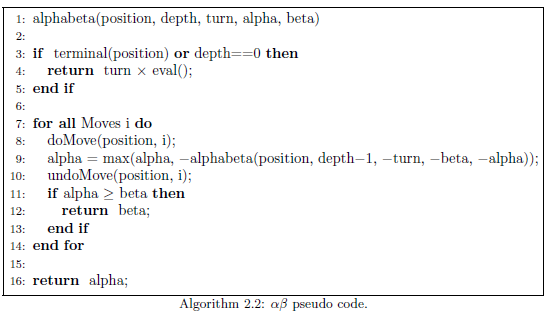 1: alphabeta(position, depth, turn, alpha, beta)
2:
3: if terminal(position) or depth==0 then
4: return turn × eval();
5: end if
6:
7: for all Moves i do
8: doMove(position, i);
9: alpha = max(alpha, −alphabeta(position, depth−1, −turn, −beta, −alpha));
10: undoMove(position, i);
11: if alpha ≥ beta then
12: return beta;
13: end if
14: end for
15:
16: return alpha;
Algorithm 2.2: αβ pseudo code.